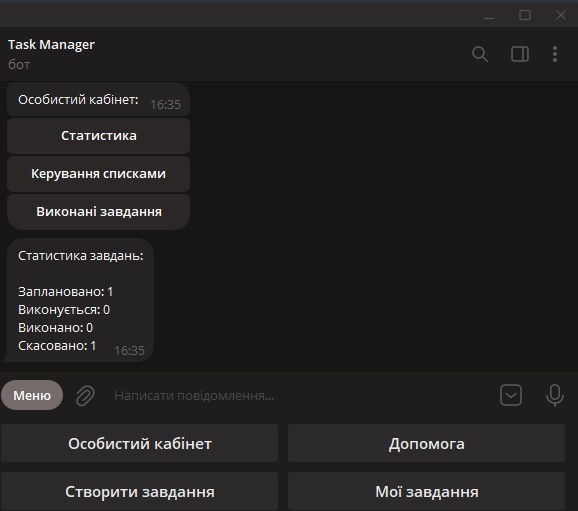 Task Manager
бот
Особистий кабінет:
16:35
Статистика
Керування списками
Виконані завдання
Статистика завдань:
Заплановано: 1
Виконується: 0
Виконано: 0
Скасовано: 1
16:35
Меню
Написати повідомлення...
Особистий кабінет
Допомога
Створити завдання
Мої завдання